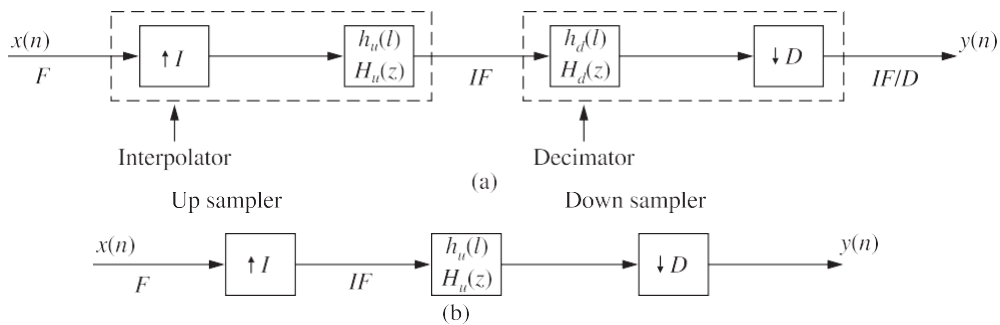 x(n)
F
↑ I
h_u(l)
H_u(z)
IF
h_d(l)
H_d(z)
↓ D
y(n)
IF/D
Interpolator
Decimator
(a)
Up sampler
Down sampler
x(n)
F
↑ I
IF
h_u(l)
H_u(z)
↓ D
y(n)
(b)